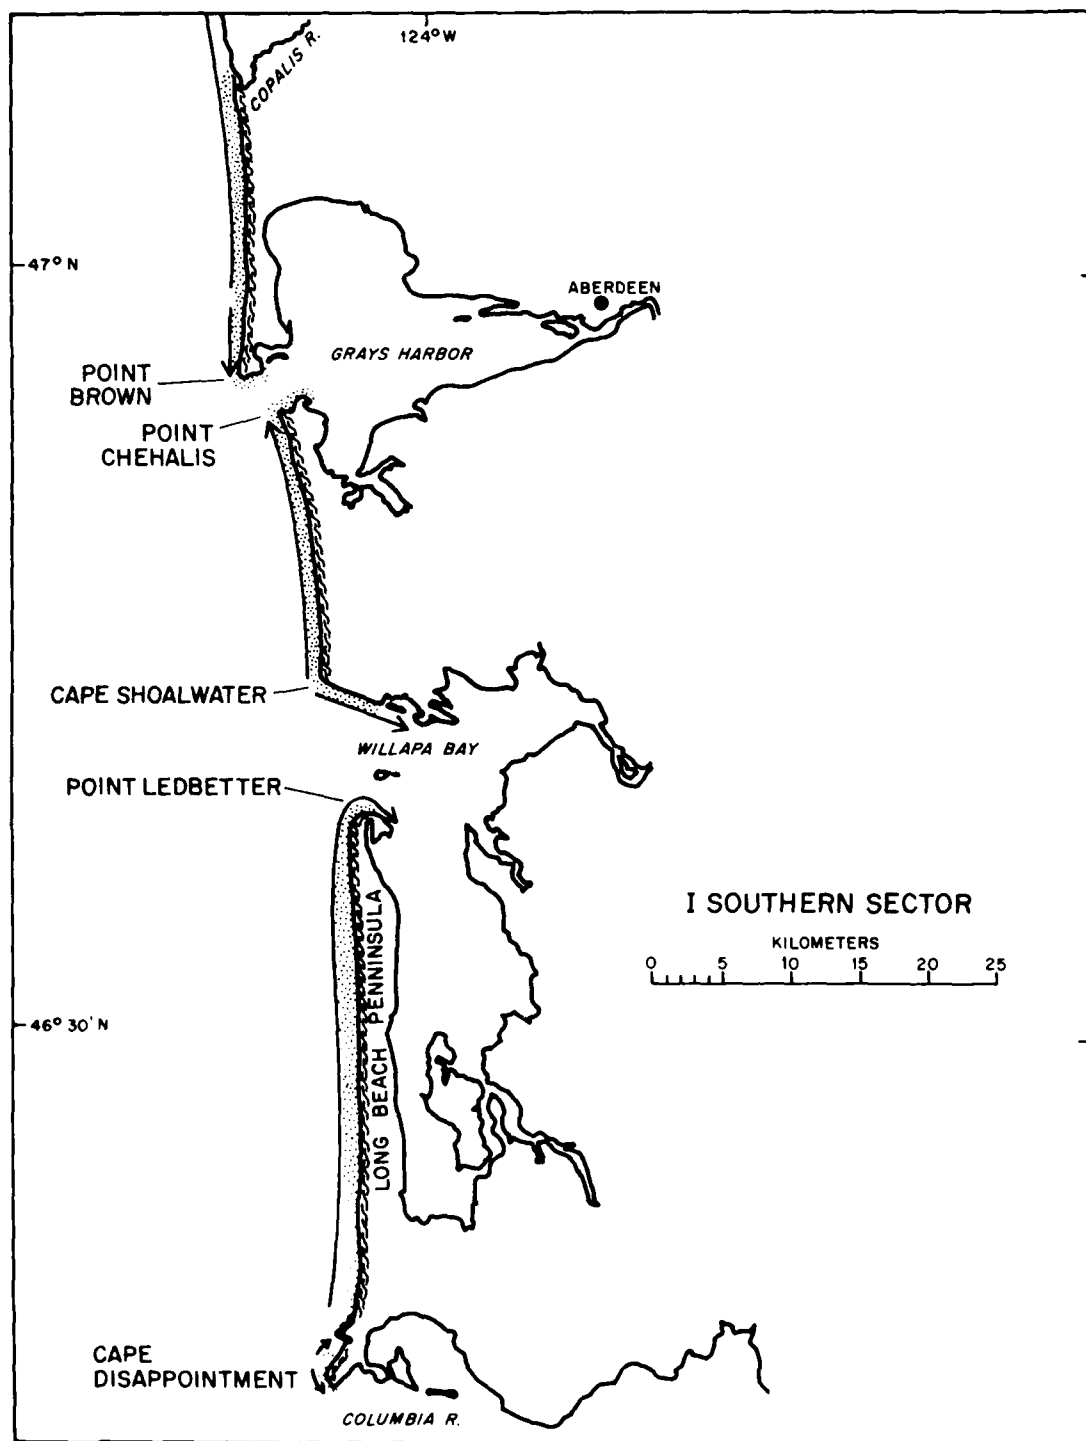 124° W
COPALIS R.
47° N
ABERDEEN
GRAYS HARBOR
POINT
BROWN
POINT
CHEHALIS
CAPE SHOALWATER
WILLAPA BAY
POINT LEDBETTER
I SOUTHERN SECTOR
KILOMETERS
0 5 10 15 20 25
LONG BEACH PENNINSULA
46° 30' N
CAPE
DISAPPOINTMENT
COLUMBIA R.